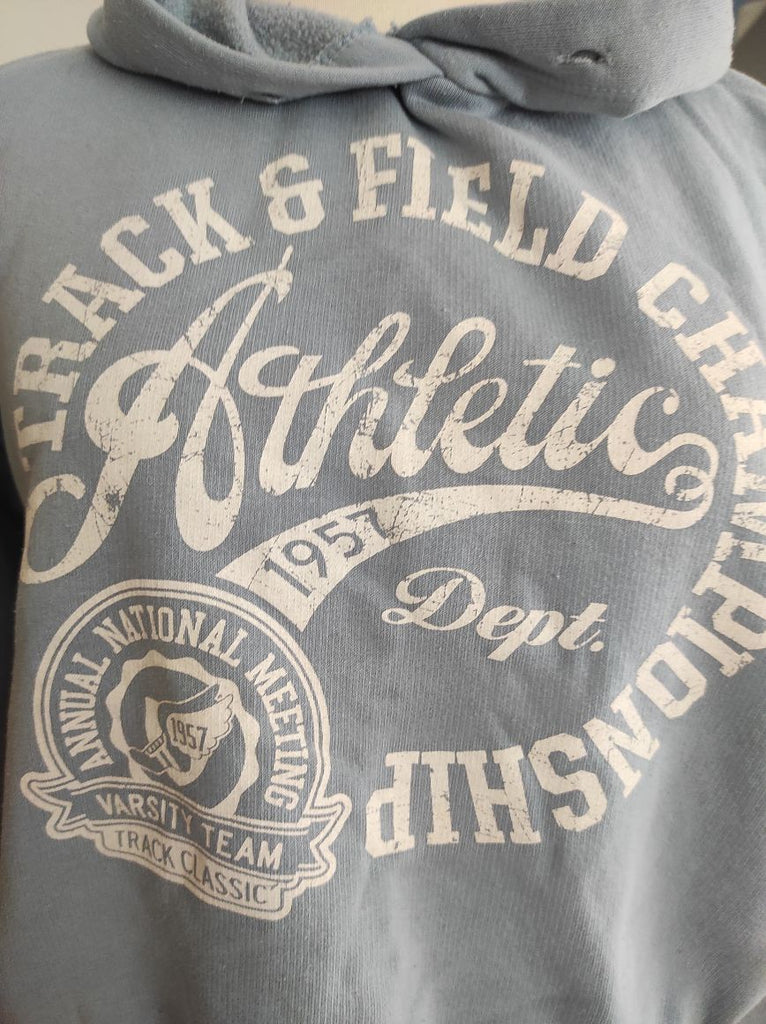 TRACK & FIELD CHAMPIONSHIP
Athletic
1957
Dept.
ANNUAL NATIONAL MEETING
1957
VARSITY TEAM
TRACK CLASSIC